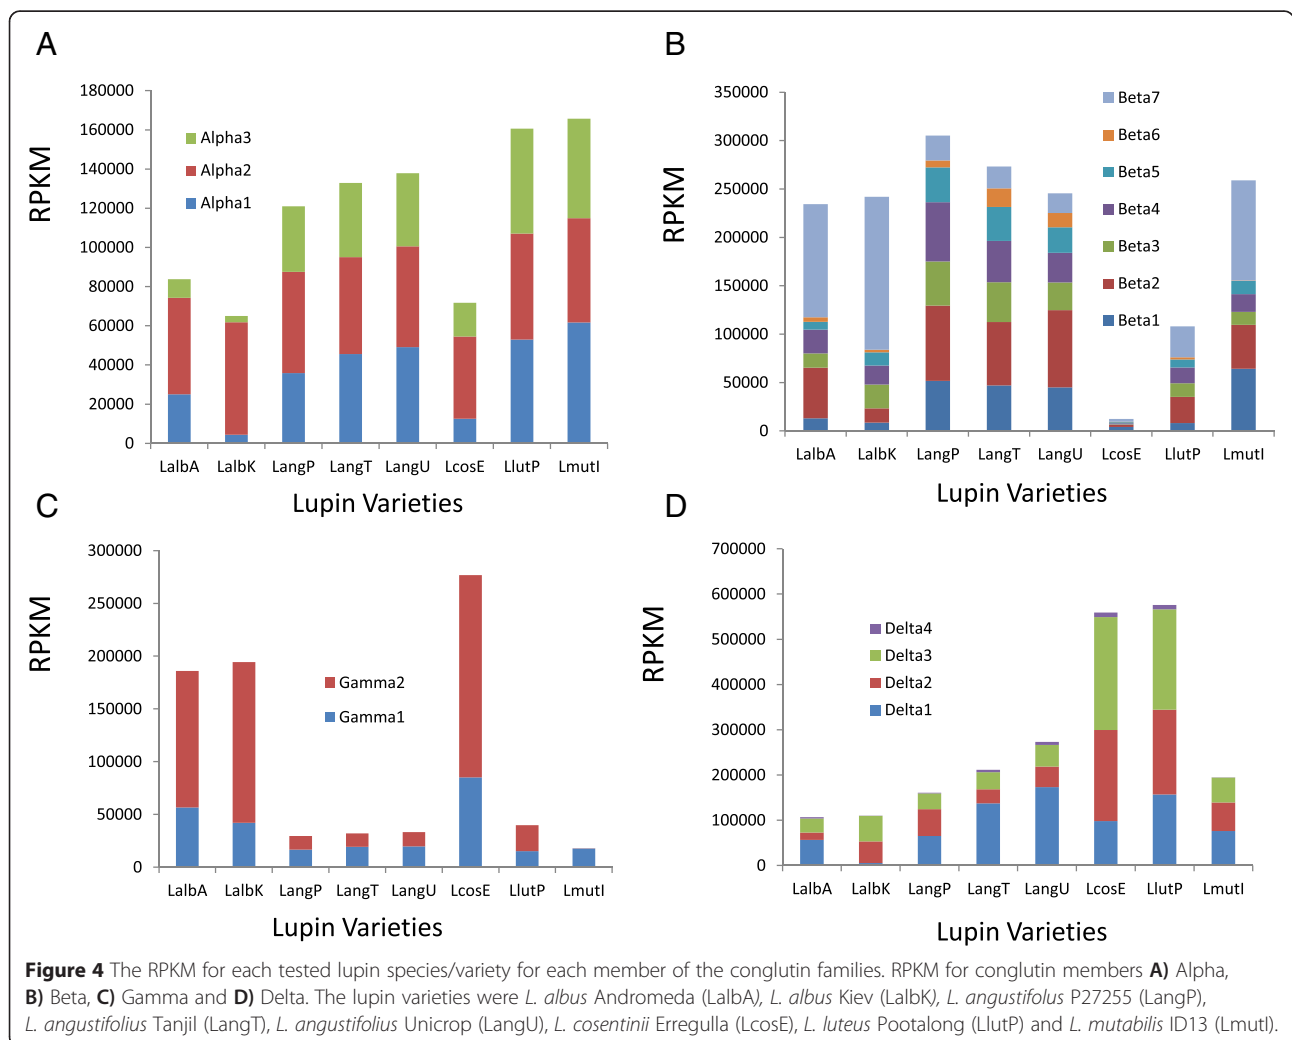 A
180000
160000
140000
120000
100000
80000
60000
40000
20000
0
RPKM
Alpha3
Alpha2
Alpha1
LalbA LalbK LangP LangT LangU LcosE LlutP LmutI
Lupin Varieties
B
350000
300000
250000
200000
150000
100000
50000
0
RPKM
Beta7
Beta6
Beta5
Beta4
Beta3
Beta2
Beta1
LalbA LalbK LangP LangT LangU LcosE LlutP LmutI
Lupin Varieties
C
300000
250000
200000
150000
100000
50000
0
RPKM
Gamma2
Gamma1
LalbA LalbK LangP LangT LangU LcosE LlutP LmutI
Lupin Varieties
D
700000
600000
500000
400000
300000
200000
100000
0
RPKM
Delta4
Delta3
Delta2
Delta1
LalbA LalbK LangP LangT LangU LcosE LlutP LmutI
Lupin Varieties
Figure 4 The RPKM for each tested lupin species/variety for each member of the conglutin families. RPKM for conglutin members A) Alpha,
B) Beta, C) Gamma and D) Delta. The lupin varieties were L. albus Andromeda (LalbA), L. albus Kiev (LalbK), L. angustifolus P27255 (LangP),
L. angustifolius Tanjil (LangT), L. angustifolius Unicrop (LangU), L. cosentinii Erregulla (LcosE), L. luteus Pootalong (LlutP) and L. mutabilis ID13 (LmutI).